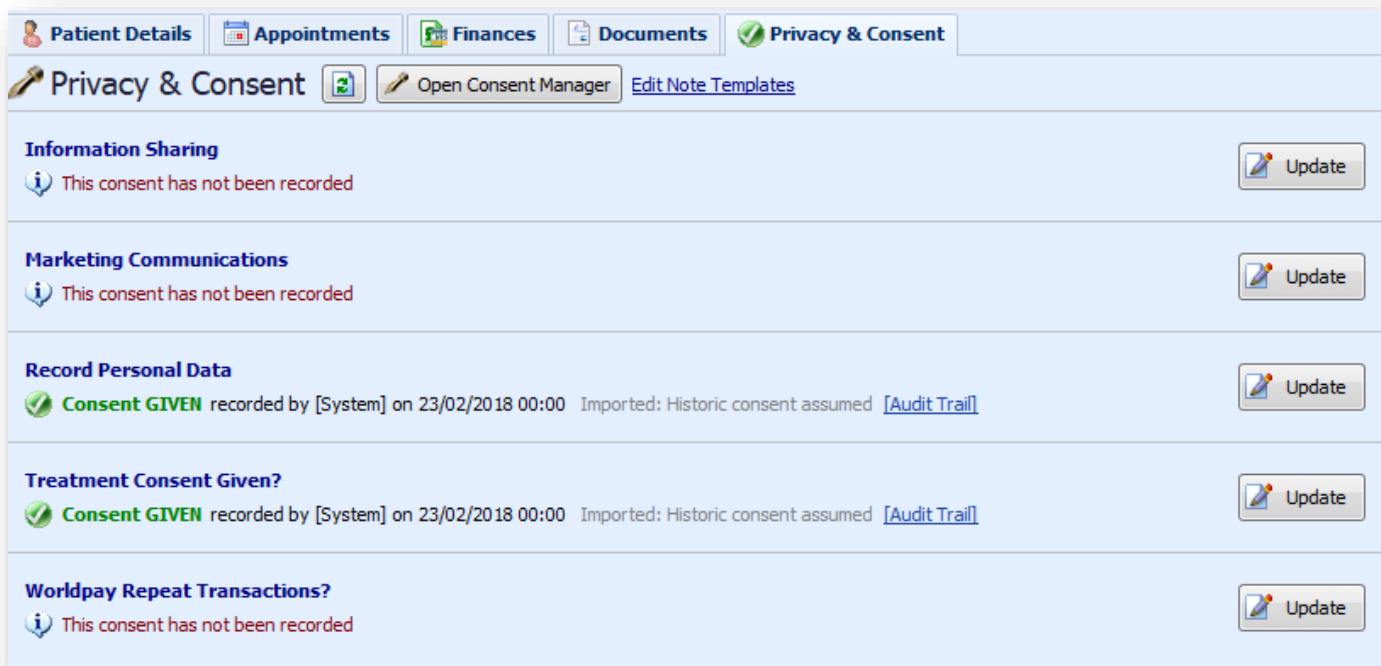 Patient Details Appointments Finances Documents Privacy & Consent
Privacy & Consent Open Consent Manager Edit Note Templates
Information Sharing
This consent has not been recorded
Update
Marketing Communications
This consent has not been recorded
Update
Record Personal Data
Consent GIVEN recorded by [System] on 23/02/2018 00:00 Imported: Historic consent assumed [Audit Trail]
Update
Treatment Consent Given?
Consent GIVEN recorded by [System] on 23/02/2018 00:00 Imported: Historic consent assumed [Audit Trail]
Update
Worldpay Repeat Transactions?
This consent has not been recorded
Update